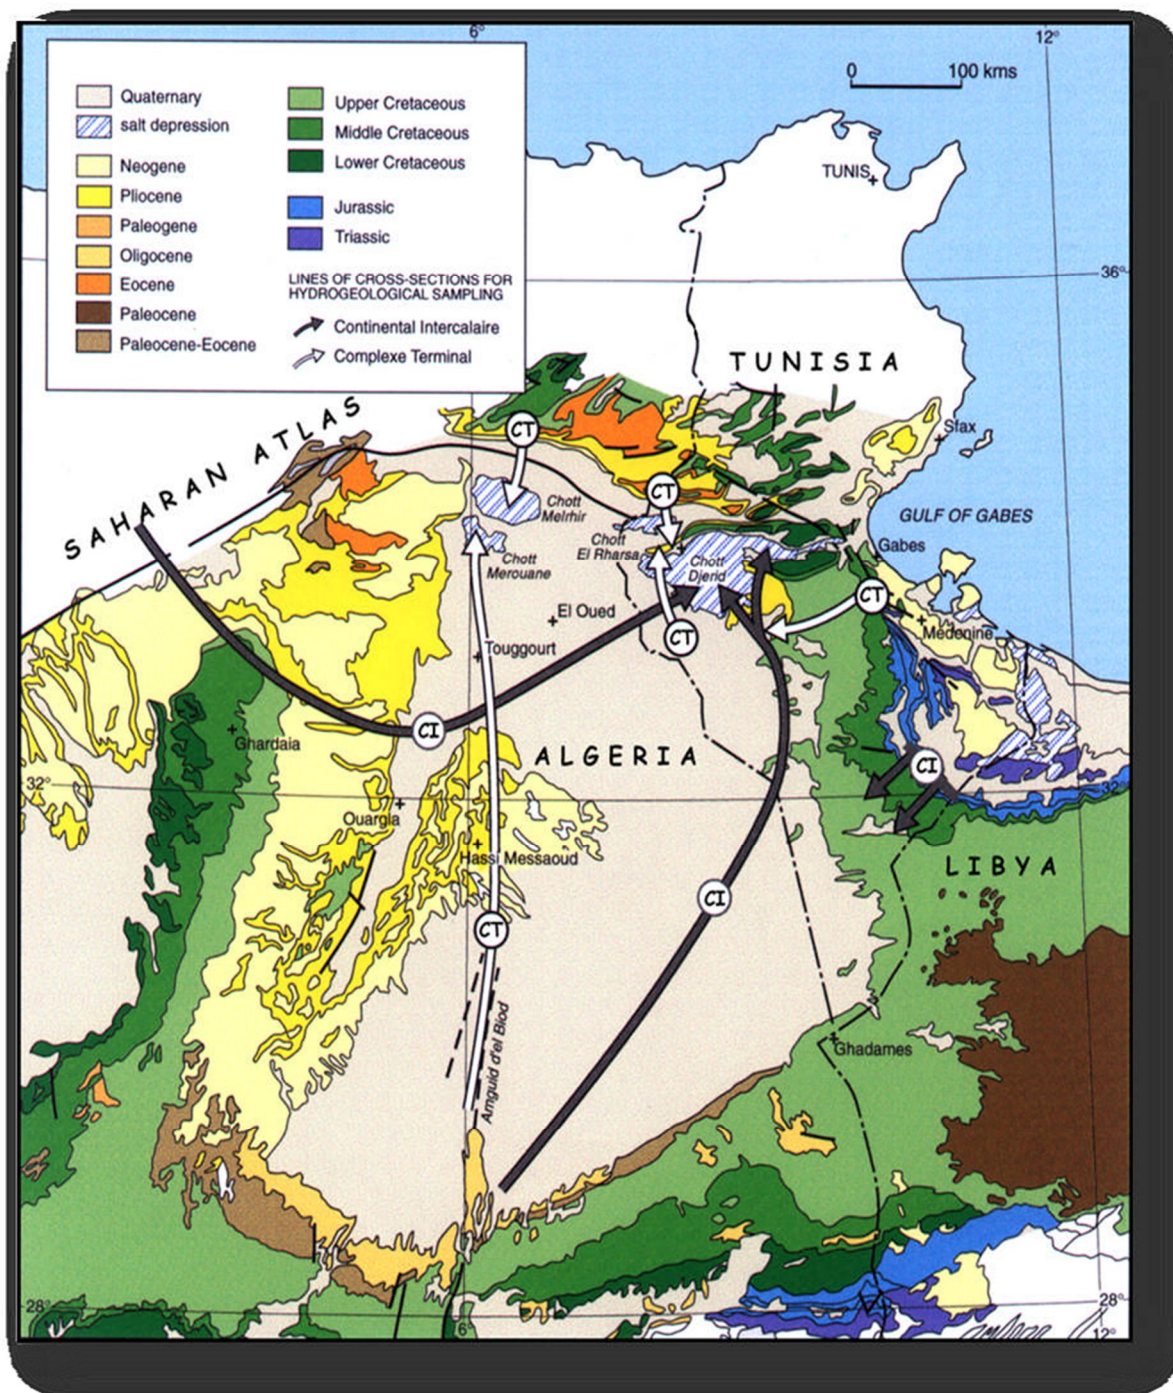 6°
12°
0 100 kms
Quaternary
salt depression
Neogene
Pliocene
Paleogene
Oligocene
Eocene
Paleocene
Paleocene-Eocene
Upper Cretaceous
Middle Cretaceous
Lower Cretaceous
Jurassic
Triassic
LINES OF CROSS-SECTIONS FOR
HYDROGEOLOGICAL SAMPLING
Continental Intercalaire
Complexe Terminal
TUNIS
36°
TUNISIA
SAHARAN ATLAS
Sfax
CT
CT
Chott
Melrhir
GULF OF GABES
Chott
El Rharsa
Gabes
Chott
Merouane
Chott
Djerid
CT
El Oued
Médenine
CT
Touggourt
CI
Ghardaia
ALGERIA
CI
32°
32°
Ouargla
Hassi Messaoud
LIBYA
CI
CT
Amguid d'el Biod
Ghadames
28°
28°
6°
12°